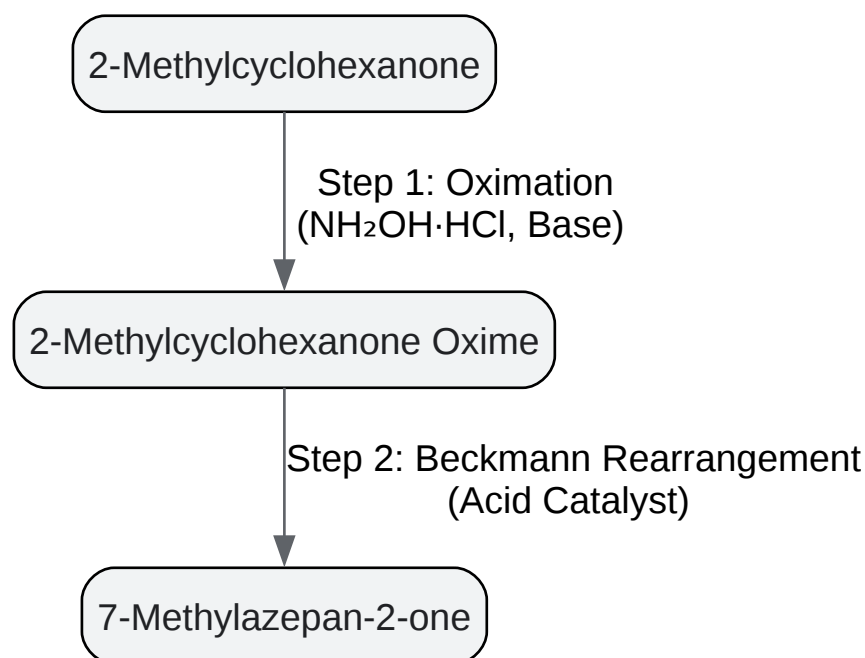 2-Methylcyclohexanone
Step 1: Oximation
(NH₂OH·HCl, Base)
2-Methylcyclohexanone Oxime
Step 2: Beckmann Rearrangement
(Acid Catalyst)
7-Methylazepan-2-one